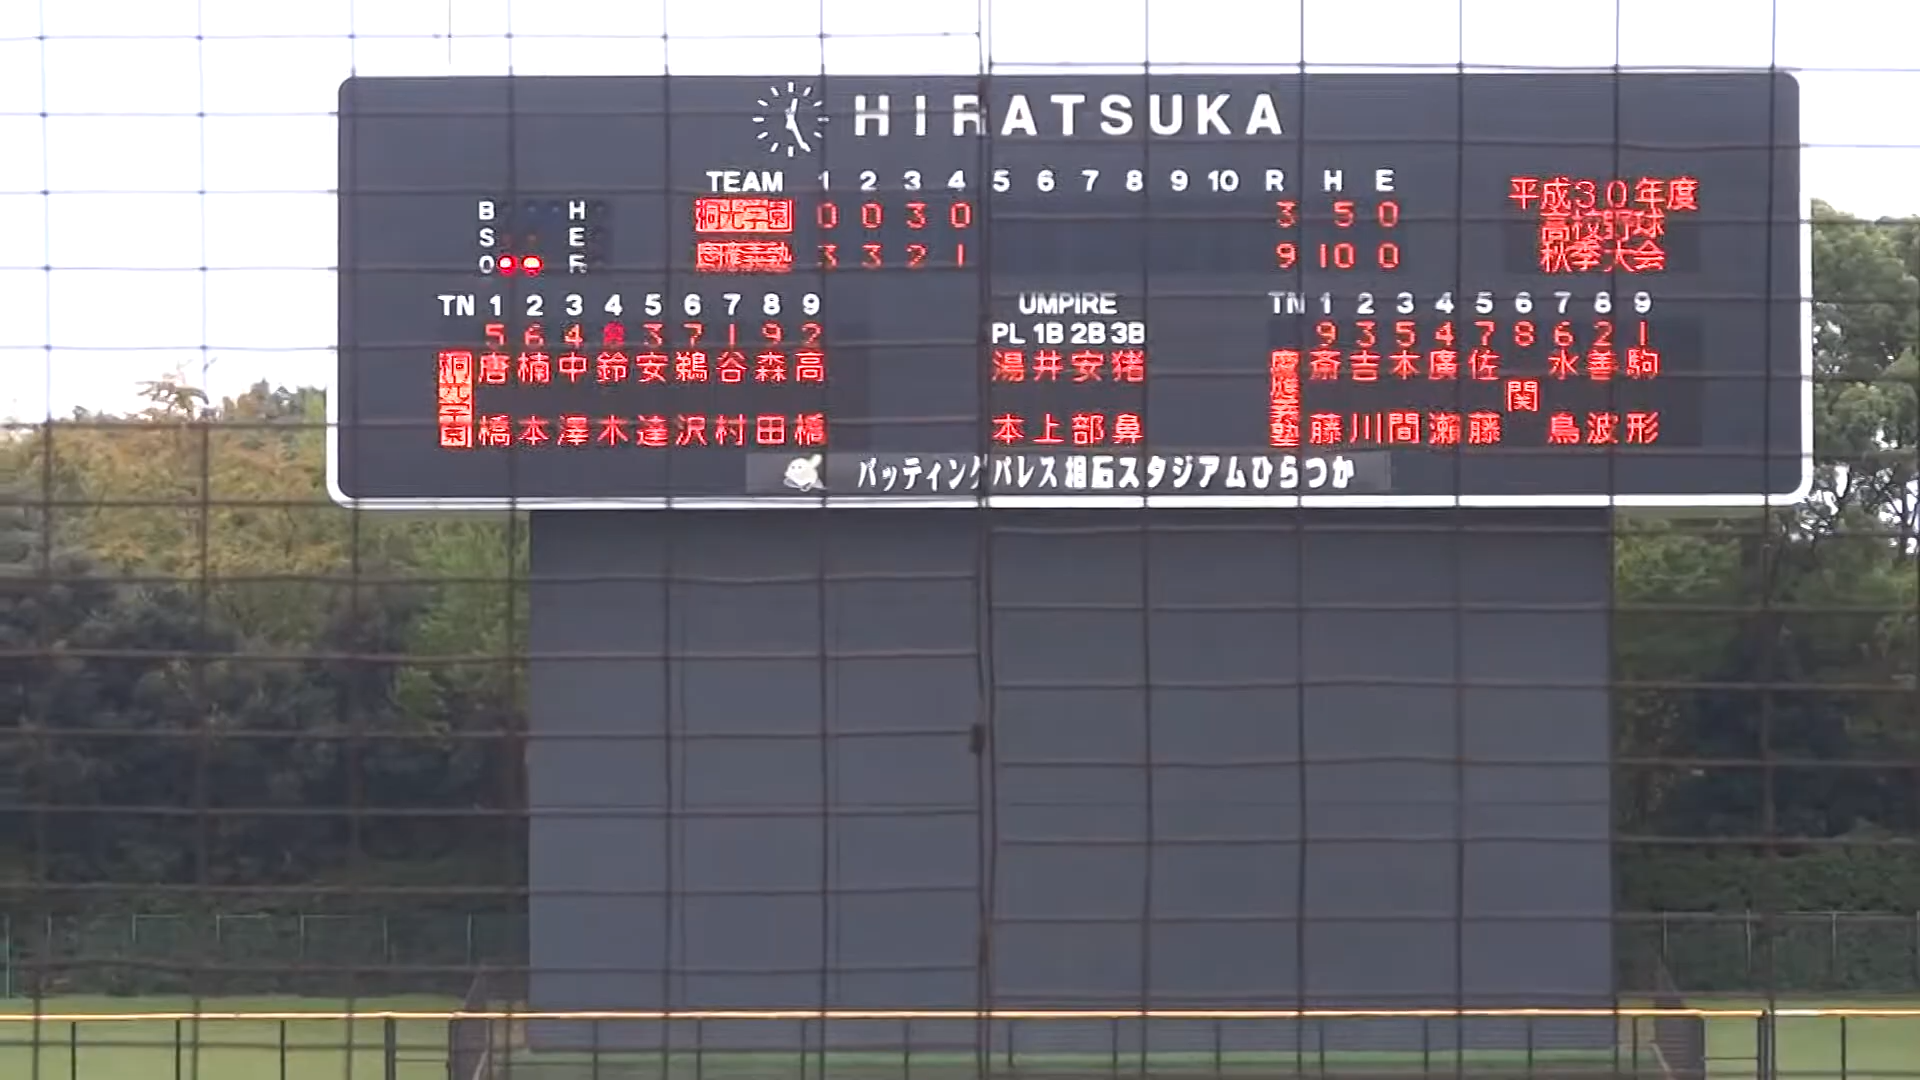 HIRATSUKA
TEAM 1 2 3 4 5 6 7 8 9 10 R H E
洞光学園 0 0 3 0 3 5 0
慶應義塾 3 3 2 1 9 10 0
B H
S E
O F
平成30年度
高校野球
秋季大会
TN 1 2 3 4 5 6 7 8 9
5 6 4 3 7 1 9 2
洞光学園 唐橋 楠本 中澤 鈴木 安達 鵜沢 谷村 森田 高橋
UMPIRE
PL 1B 2B 3B
湯本 井上 安部 猪鼻
TN 1 2 3 4 5 6 7 8 9
9 3 5 4 7 8 6 2 1
慶應義塾 斎藤 吉川 本間 廣瀬 佐藤 関 水鳥 善波 駒形
バッティングパレス相石スタジアムひらつか